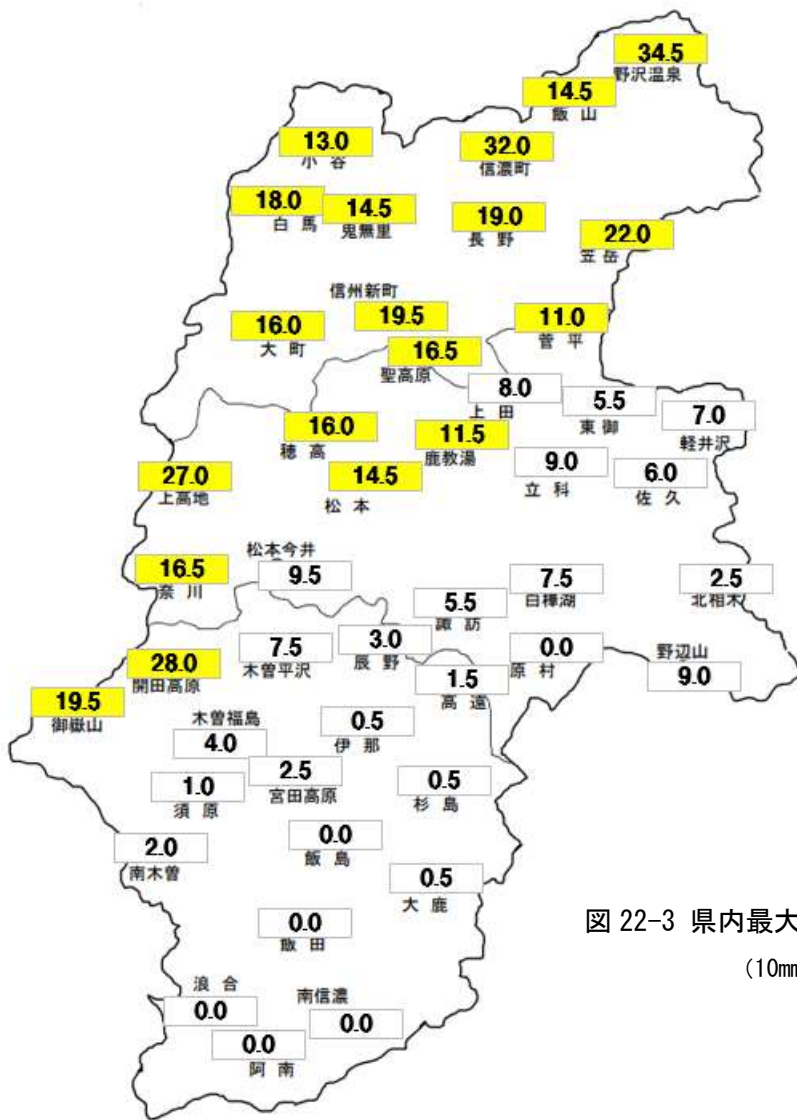 34.5
野沢温泉
14.5
飯山
13.0
小谷
32.0
信濃町
18.0
白馬
14.5
鬼無里
19.0
長野
22.0
笠岳
信州新町
19.5
16.0
大町
11.0
菅平
16.5
聖高原
8.0
上田
5.5
東御
7.0
軽井沢
16.0
穂高
11.5
鹿教湯
9.0
立科
6.0
佐久
27.0
上高地
14.5
松本
松本今井
9.5
16.5
奈川
7.5
白樺湖
2.5
北相木
5.5
諏訪
3.0
辰野
7.5
木曽平沢
0.0
原村
野辺山
9.0
28.0
開田高原
1.5
高遠
19.5
御嶽山
木曽福島
4.0
0.5
伊那
2.5
宮田高原
1.0
須原
0.5
杉島
0.0
飯島
2.0
南木曽
0.5
大鹿
0.0
飯田
図 22-3 県内最大
(10mm
浪合
0.0
南信濃
0.0
0.0
阿南